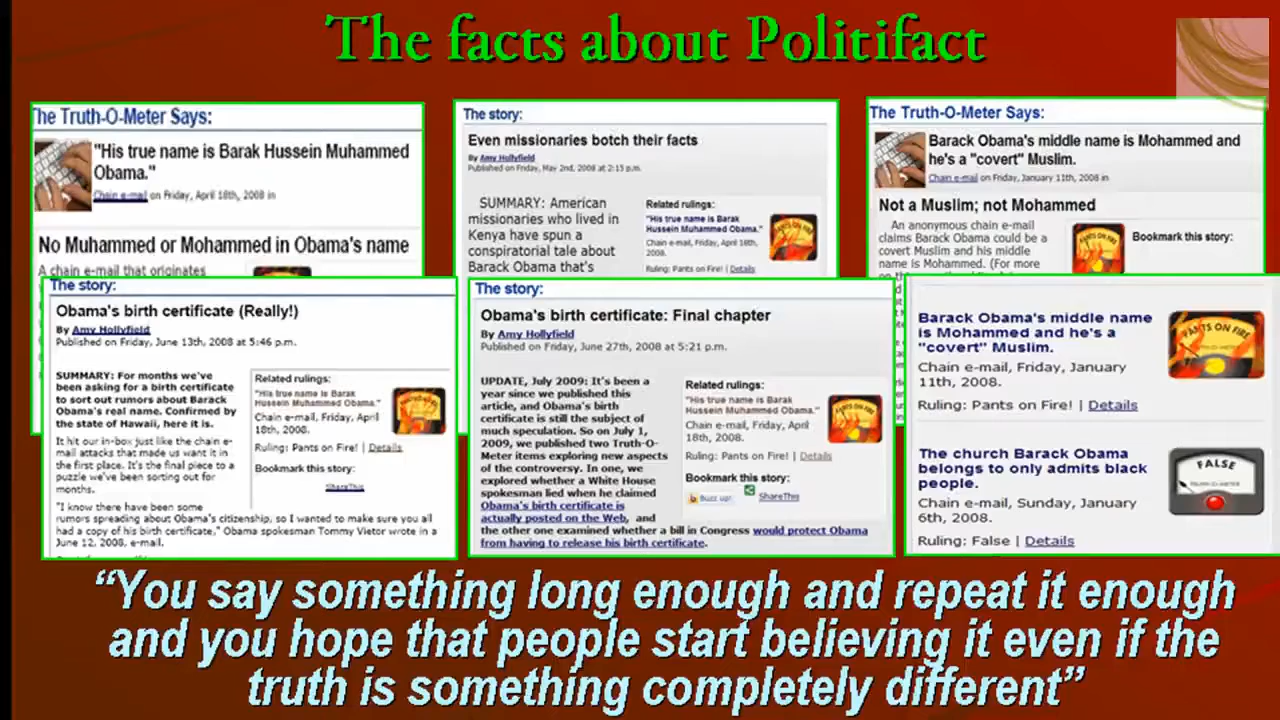 The facts about Politifact
The Truth-O-Meter Says:
"His true name is Barak Hussein Muhammed
Obama."
Chain e-mail on Friday, April 18th, 2008 in
No Muhammed or Mohammed in Obama's name
A chain e-mail that originates
The story:
Even missionaries botch their facts
By Amy Hollyfield
Published on Friday, May 2nd, 2008 at 2:15 p.m.
SUMMARY: American
missionaries who lived in
Kenya have spun a
conspiratorial tale about
Barack Obama that's
Related rulings:
"His true name is Barak
Hussein Muhammed Obama."
Chain e-mail, Friday, April 18th,
2008.
Ruling: Pants on Fire! | Details
The Truth-O-Meter Says:
Barack Obama's middle name is Mohammed and
he's a "covert" Muslim.
Chain e-mail on Friday, January 11th, 2008 in
Not a Muslim; not Mohammed
An anonymous chain e-mail
claims Barack Obama could be a
covert Muslim and his middle
name is Mohammed. (For more
Bookmark this story:
The story:
Obama's birth certificate (Really!)
By Amy Hollyfield
Published on Friday, June 13th, 2008 at 5:46 p.m.
SUMMARY: For months we've
been asking for a birth certificate
to sort out rumors about Barack
Obama's real name. Confirmed by
the state of Hawaii, here it is.
It hit our in-box just like the chain e-
mail attacks that made us want it in
the first place. It's the final piece to a
puzzle we've been sorting out for
months.
"I know there have been some
rumors spreading about Obama's citizenship, so I wanted to make sure you all
had a copy of his birth certificate," Obama spokesman Tommy Vietor wrote in a
June 12, 2008, e-mail.
Related rulings:
"His true name is Barak
Hussein Muhammed Obama."
Chain e-mail, Friday, April
18th, 2008.
Ruling: Pants on Fire! | Details
Bookmark this story:
ShareThis
The story:
Obama's birth certificate: Final chapter
By Amy Hollyfield
Published on Friday, June 27th, 2008 at 5:21 p.m.
UPDATE, July 2009: It's been a
year since we published this
article, and Obama's birth
certificate is still the subject of
much speculation. So on July 1,
2009, we published two Truth-O-
Meter items exploring new aspects
of the controversy. In one, we
explored whether a White House
spokesman lied when he claimed
Obama's birth certificate is
actually posted on the Web, and
the other one examined whether a bill in Congress would protect Obama
from having to release his birth certificate.
Related rulings:
"His true name is Barak
Hussein Muhammed Obama."
Chain e-mail, Friday, April
18th, 2008.
Ruling: Pants on Fire! | Details
Bookmark this story:
Buzz up!
ShareThis
PANTS ON FIRE
Barack Obama's middle name
is Mohammed and he's a
"covert" Muslim.
Chain e-mail, Friday, January
11th, 2008.
Ruling: Pants on Fire! | Details
PANTS ON FIRE
The church Barack Obama
belongs to only admits black
people.
Chain e-mail, Sunday, January
6th, 2008.
Ruling: False | Details
FALSE
TRUTH-O-METER
“You say something long enough and repeat it enough
and you hope that people start believing it even if the
truth is something completely different”